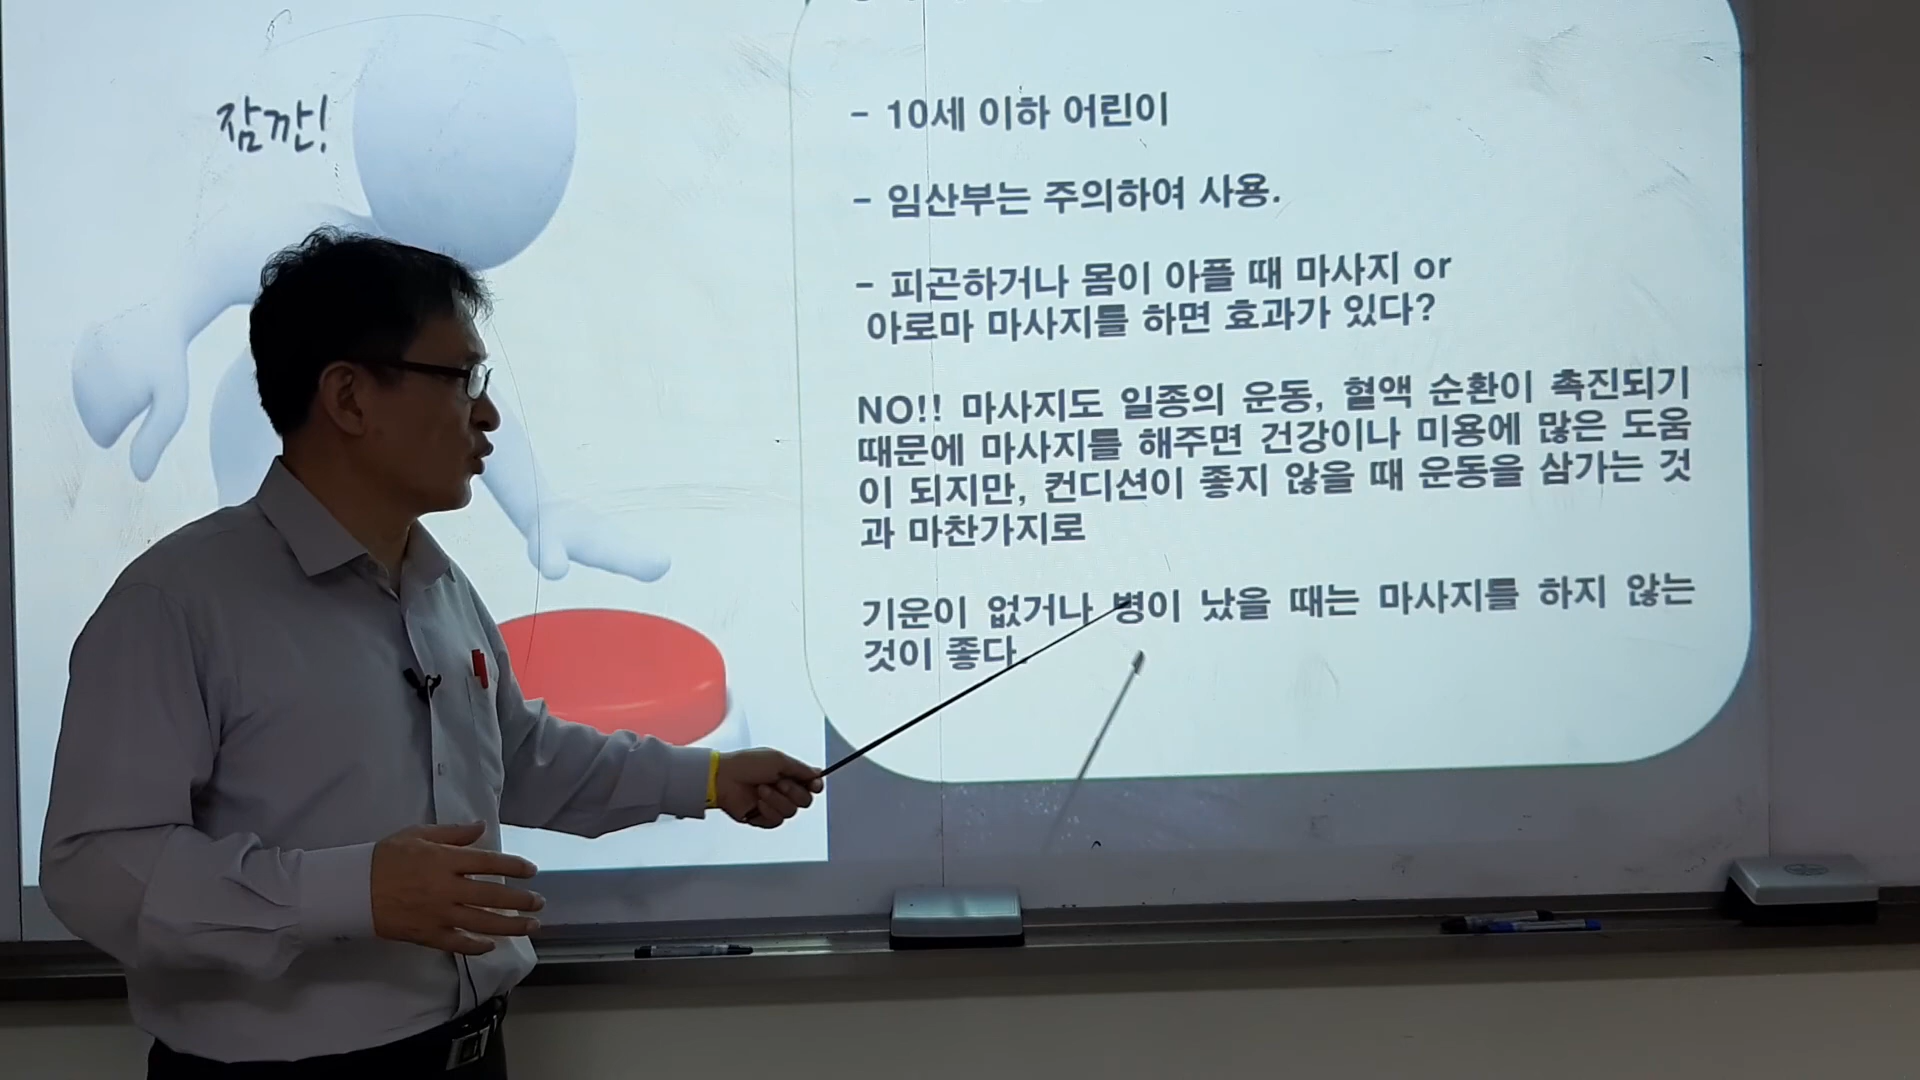 잠깐!
- 10세 이하 어린이
- 임산부는 주의하여 사용.
- 피곤하거나 몸이 아플 때 마사지 or
아로마 마사지를 하면 효과가 있다?
NO!! 마사지도 일종의 운동, 혈액 순환이 촉진되기
때문에 마사지를 해주면 건강이나 미용에 많은 도움
이 되지만, 컨디션이 좋지 않을 때 운동을 삼가는 것
과 마찬가지로
기운이 없거나 병이 났을 때는 마사지를 하지 않는
것이 좋다.